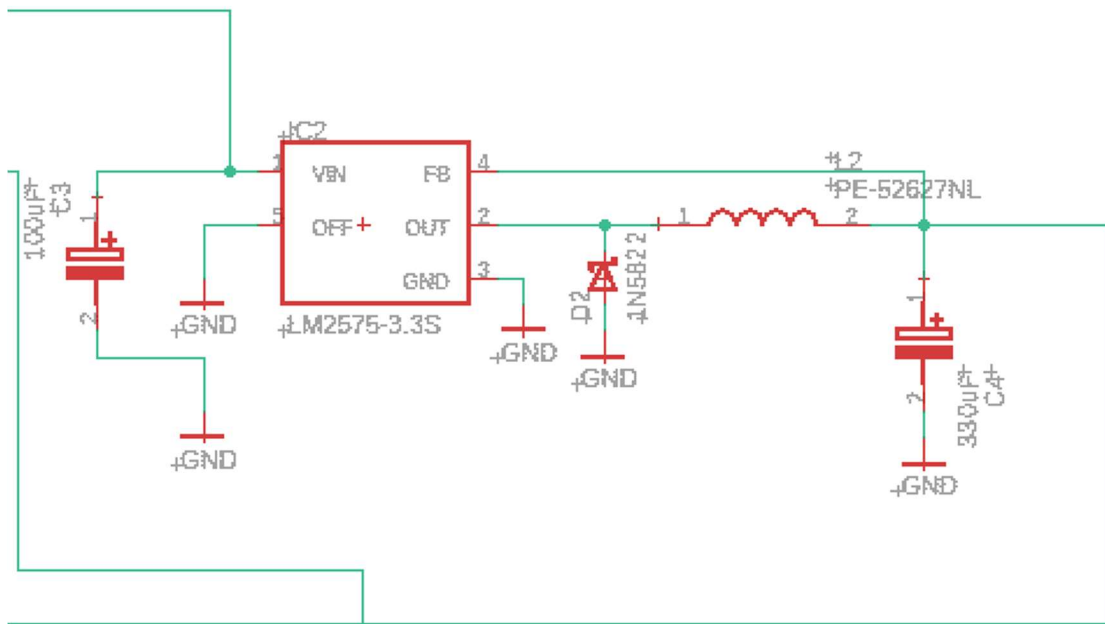 IC2
1
VIN
FB
4
5
OFF
OUT
2
GND
3
LM2575-3.3S
100uF
C3
1
2
GND
GND
GND
D2
1N5822
GND
L2
PE-52627NL
1
2
1
2
330uF
C4
GND